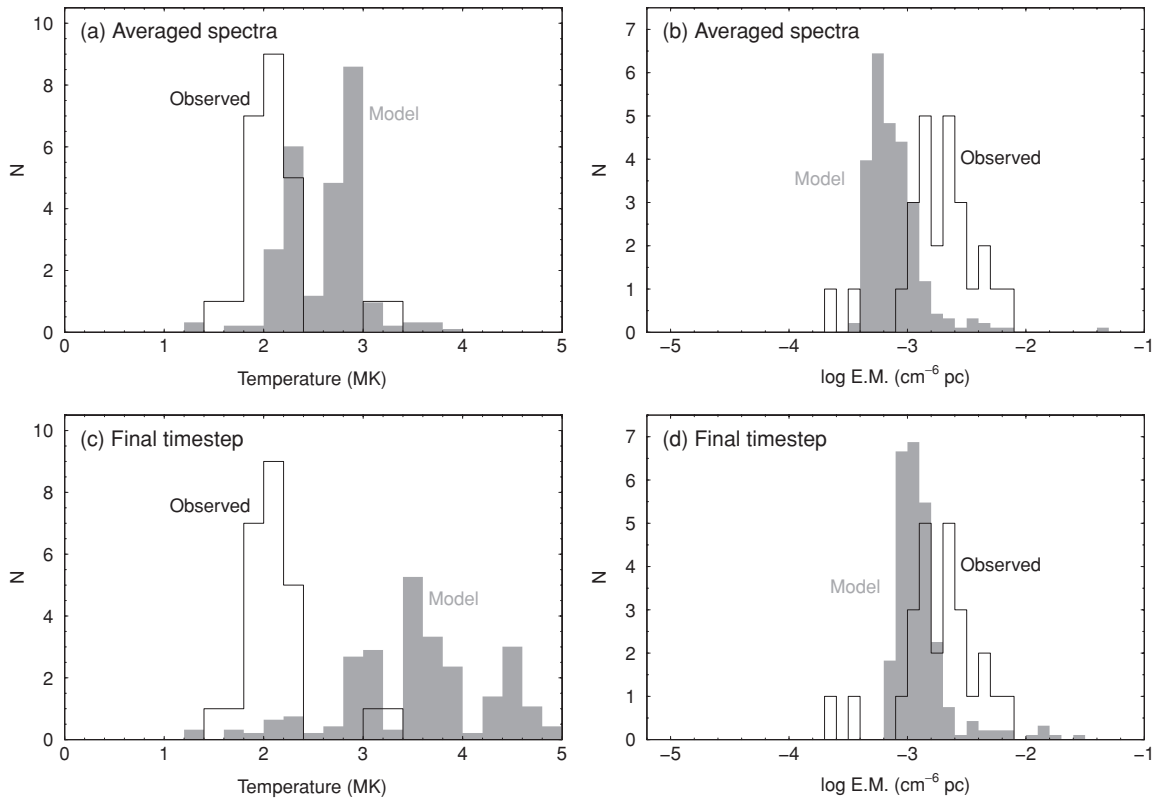 (a) Averaged spectra
Observed
Model
N
10
8
6
4
2
0
0 1 2 3 4 5
Temperature (MK)
(b) Averaged spectra
Model
Observed
N
7
6
5
4
3
2
1
0
−5 −4 −3 −2 −1
log E.M. (cm⁻⁶ pc)
(c) Final timestep
Observed
Model
N
10
8
6
4
2
0
0 1 2 3 4 5
Temperature (MK)
(d) Final timestep
Model
Observed
N
7
6
5
4
3
2
1
0
−5 −4 −3 −2 −1
log E.M. (cm⁻⁶ pc)